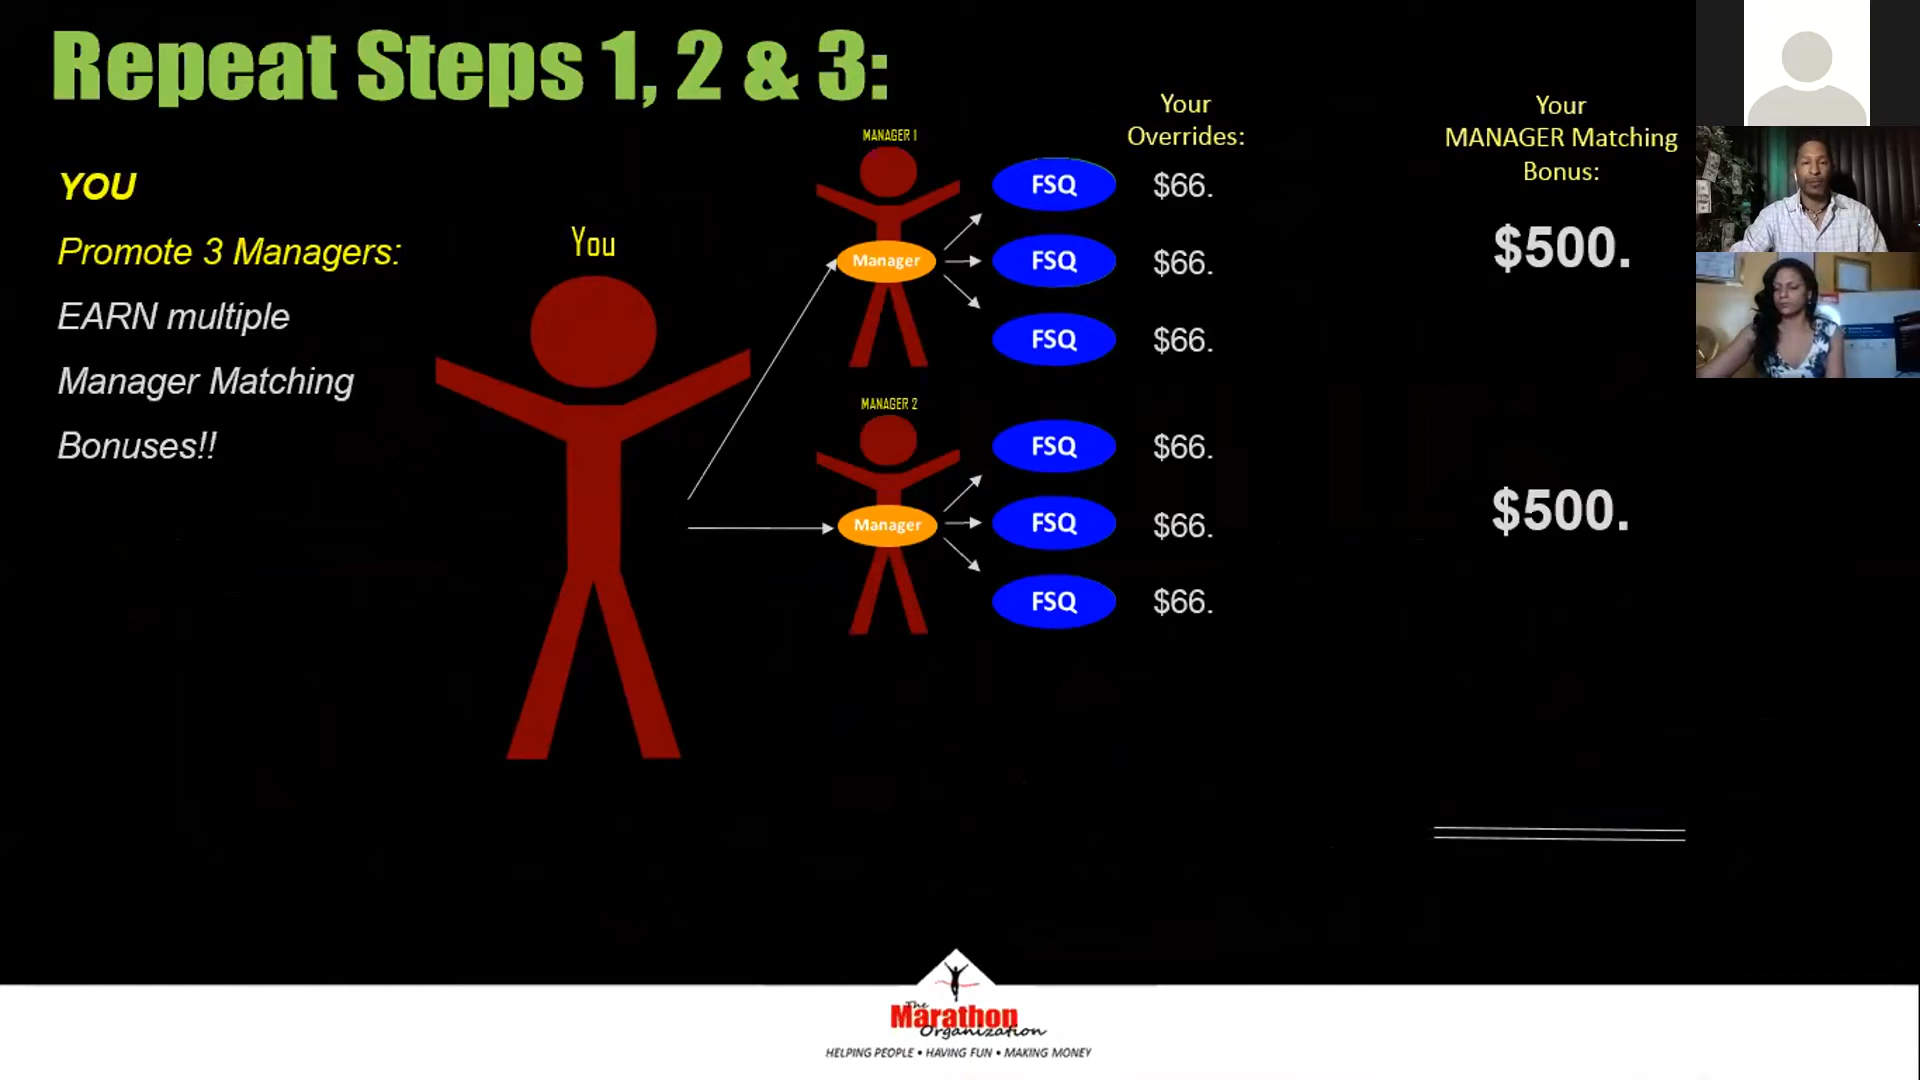 Repeat Steps 1, 2 & 3:
YOU
Promote 3 Managers:
EARN multiple
Manager Matching
Bonuses!!
You
MANAGER 1
Manager
FSQ
FSQ
FSQ
MANAGER 2
Manager
FSQ
FSQ
FSQ
Your
Overrides:
$66.
$66.
$66.
$66.
$66.
$66.
Your
MANAGER Matching
Bonus:
$500.
$500.
The
Marathon
Organization
HELPING PEOPLE • HAVING FUN • MAKING MONEY